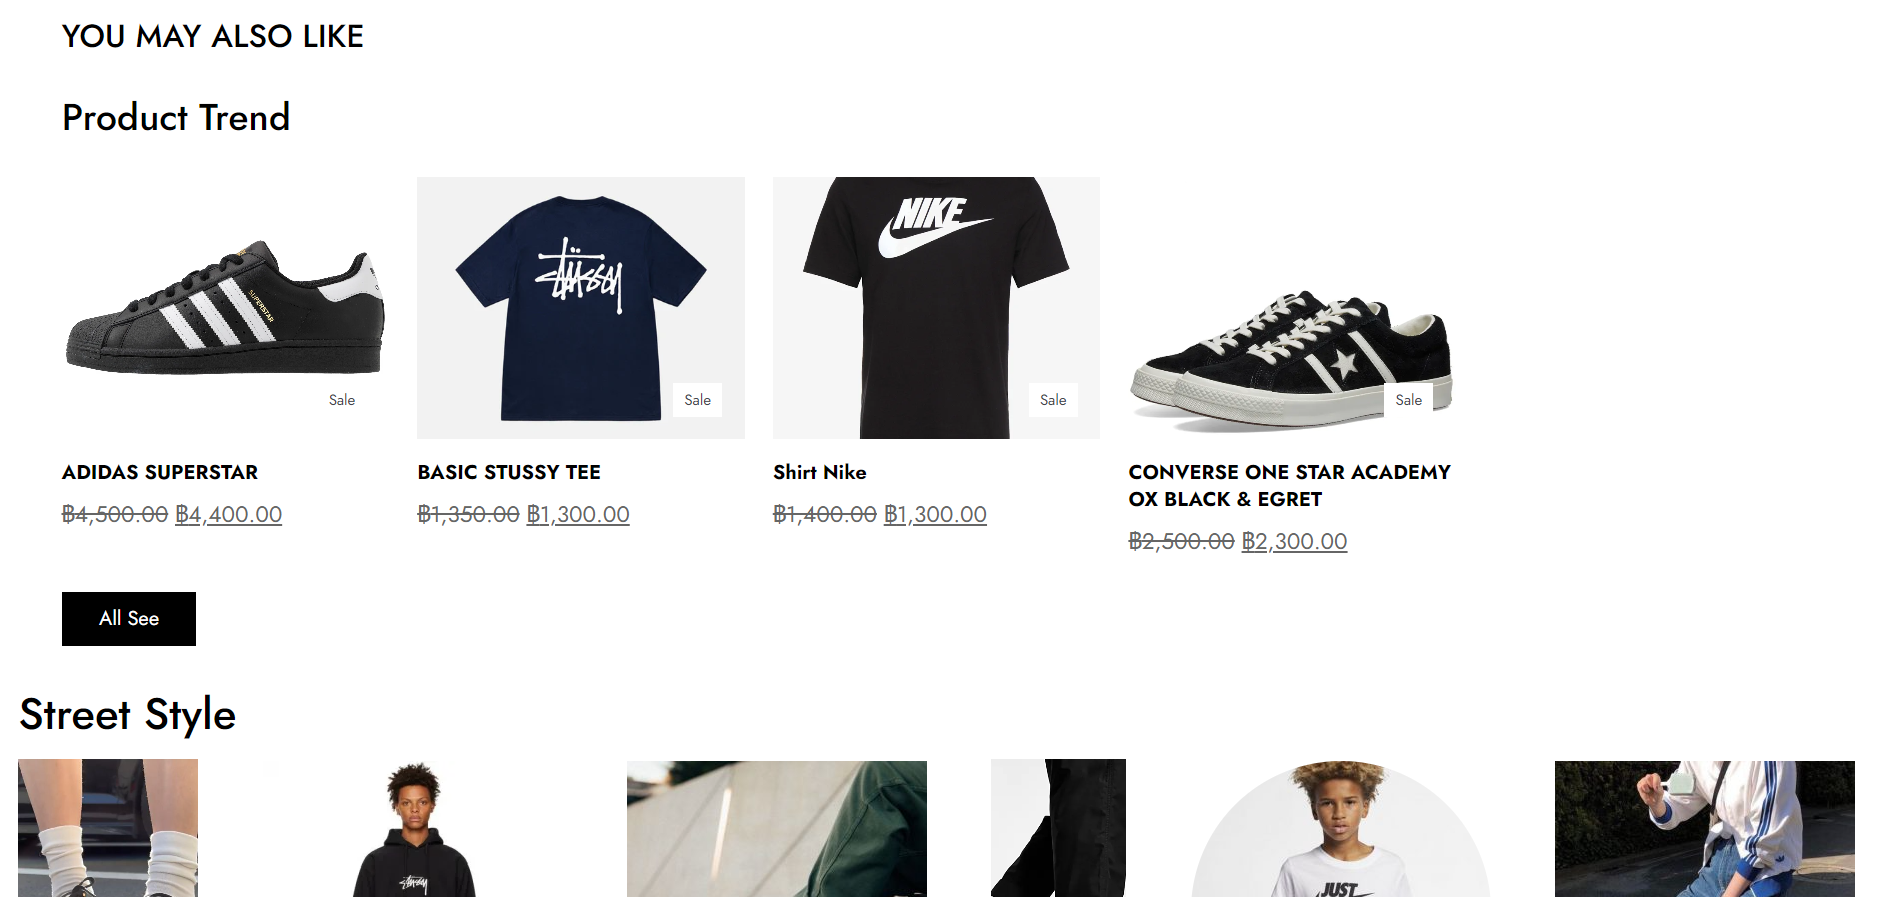 YOU MAY ALSO LIKE
Product Trend
SUPERSTAR
Sale
ADIDAS SUPERSTAR
฿4,500.00 ฿4,400.00
Stüssy
Sale
BASIC STUSSY TEE
฿1,350.00 ฿1,300.00
NIKE
Sale
Shirt Nike
฿1,400.00 ฿1,300.00
Sale
CONVERSE ONE STAR ACADEMY
OX BLACK & EGRET
฿2,500.00 ฿2,300.00
All See
Street Style
Stüssy
JUST